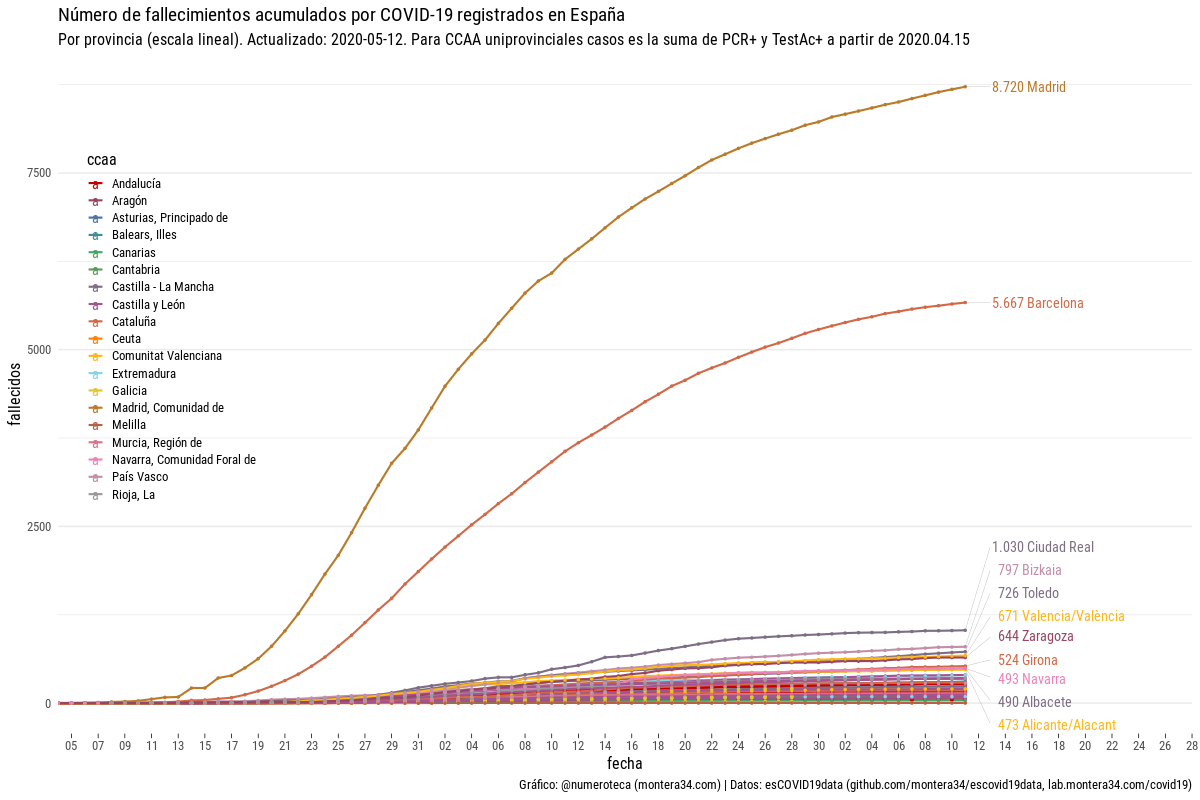 Número de fallecimientos acumulados por COVID-19 registrados en España
Por provincia (escala lineal). Actualizado: 2020-05-12. Para CCAA uniprovinciales casos es la suma de PCR+ y TestAc+ a partir de 2020.04.15
8.720 Madrid
7500
ccaa
Andalucía
Aragón
Asturias, Principado de
Balears, Illes
Canarias
Cantabria
Castilla - La Mancha
Castilla y León
Cataluña
Ceuta
Comunitat Valenciana
Extremadura
Galicia
Madrid, Comunidad de
Melilla
Murcia, Región de
Navarra, Comunidad Foral de
País Vasco
Rioja, La
5.667 Barcelona
5000
fallecidos
2500
1.030 Ciudad Real
797 Bizkaia
726 Toledo
671 Valencia/València
644 Zaragoza
524 Girona
493 Navarra
490 Albacete
473 Alicante/Alacant
0
05 07 09 11 13 15 17 19 21 23 25 27 29 31 02 04 06 08 10 12 14 16 18 20 22 24 26 28 30 02 04 06 08 10 12 14 16 18 20 22 24 26 28
fecha
Gráfico: @numeroteca (montera34.com) | Datos: esCOVID19data (github.com/montera34/escovid19data, lab.montera34.com/covid19)